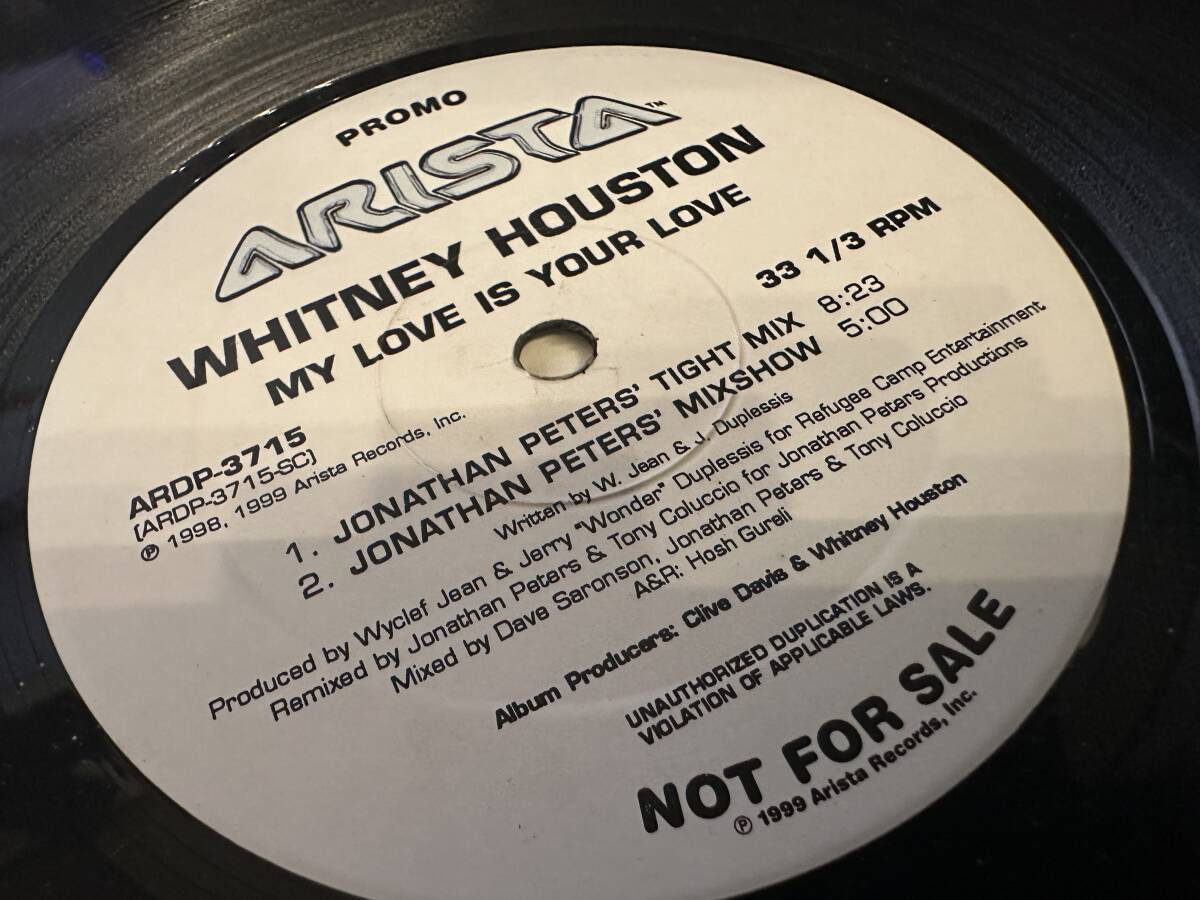 PROMO
ARISTA™
WHITNEY HOUSTON
MY LOVE IS YOUR LOVE
33 1/3 RPM
ARDP-3715
(ARDP-3715-SC)
℗ 1998, 1999 Arista Records, Inc.
1. JONATHAN PETERS' TIGHT MIX 8:23
2. JONATHAN PETERS' MIXSHOW 5:00
Written by W. Jean & J. Duplessis
Produced by Wyclef Jean & Jerry "Wonder" Duplessis for Refugee Camp Entertainment
Remixed by Jonathan Peters & Tony Coluccio for Jonathan Peters Productions
Mixed by Dave Saronson, Jonathan Peters & Tony Coluccio
A&R: Hosh Gureli
Album Producers: Clive Davis & Whitney Houston
UNAUTHORIZED DUPLICATION IS A
VIOLATION OF APPLICABLE LAWS.
NOT FOR SALE
℗ 1999 Arista Records, Inc.